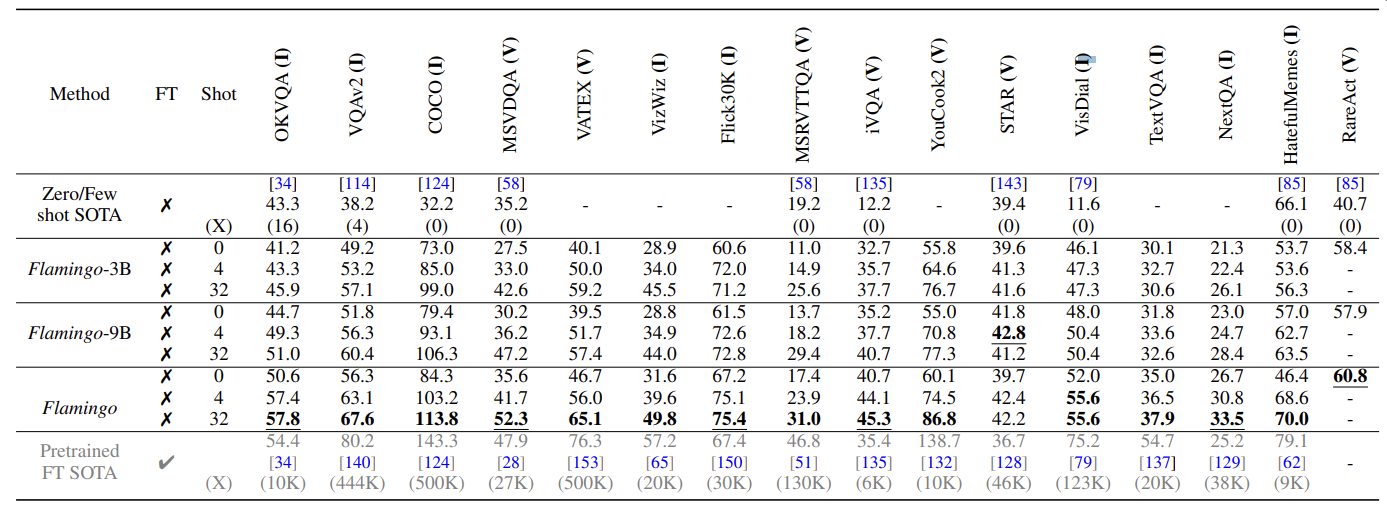 Method FT Shot OKVQA (I) VQAv2 (I) COCO (I) MSVDQA (V) VATEX (V) VizWiz (I) Flick30K (I) MSRVTTQA (V) iVQA (V) YouCook2 (V) STAR (V) VisDial (I) TextVQA (I) NextQA (I) HatefulMemes (I) RareAct (V)
[34] [114] [124] [58] [58] [135] [143] [79] [85] [85]
Zero/Few shot SOTA ✗ 43.3 38.2 32.2 35.2 - - - 19.2 12.2 - 39.4 11.6 - - 66.1 40.7
(X) (16) (4) (0) (0) (0) (0) (0) (0) (0) (0)
✗ 0 41.2 49.2 73.0 27.5 40.1 28.9 60.6 11.0 32.7 55.8 39.6 46.1 30.1 21.3 53.7 58.4
Flamingo-3B ✗ 4 43.3 53.2 85.0 33.0 50.0 34.0 72.0 14.9 35.7 64.6 41.3 47.3 32.7 22.4 53.6 -
✗ 32 45.9 57.1 99.0 42.6 59.2 45.5 71.2 25.6 37.7 76.7 41.6 47.3 30.6 26.1 56.3 -
✗ 0 44.7 51.8 79.4 30.2 39.5 28.8 61.5 13.7 35.2 55.0 41.8 48.0 31.8 23.0 57.0 57.9
Flamingo-9B ✗ 4 49.3 56.3 93.1 36.2 51.7 34.9 72.6 18.2 37.7 70.8 42.8 50.4 33.6 24.7 62.7 -
✗ 32 51.0 60.4 106.3 47.2 57.4 44.0 72.8 29.4 40.7 77.3 41.2 50.4 32.6 28.4 63.5 -
✗ 0 50.6 56.3 84.3 35.6 46.7 31.6 67.2 17.4 40.7 60.1 39.7 52.0 35.0 26.7 46.4 60.8
Flamingo ✗ 4 57.4 63.1 103.2 41.7 56.0 39.6 75.1 23.9 44.1 74.5 42.4 55.6 36.5 30.8 68.6 -
✗ 32 57.8 67.6 113.8 52.3 65.1 49.8 75.4 31.0 45.3 86.8 42.2 55.6 37.9 33.5 70.0 -
54.4 80.2 143.3 47.9 76.3 57.2 67.4 46.8 35.4 138.7 36.7 75.2 54.7 25.2 79.1
Pretrained FT SOTA ✔ [34] [140] [124] [28] [153] [65] [150] [51] [135] [132] [128] [79] [137] [129] [62] -
(X) (10K) (444K) (500K) (27K) (500K) (20K) (30K) (130K) (6K) (10K) (46K) (123K) (20K) (38K) (9K)